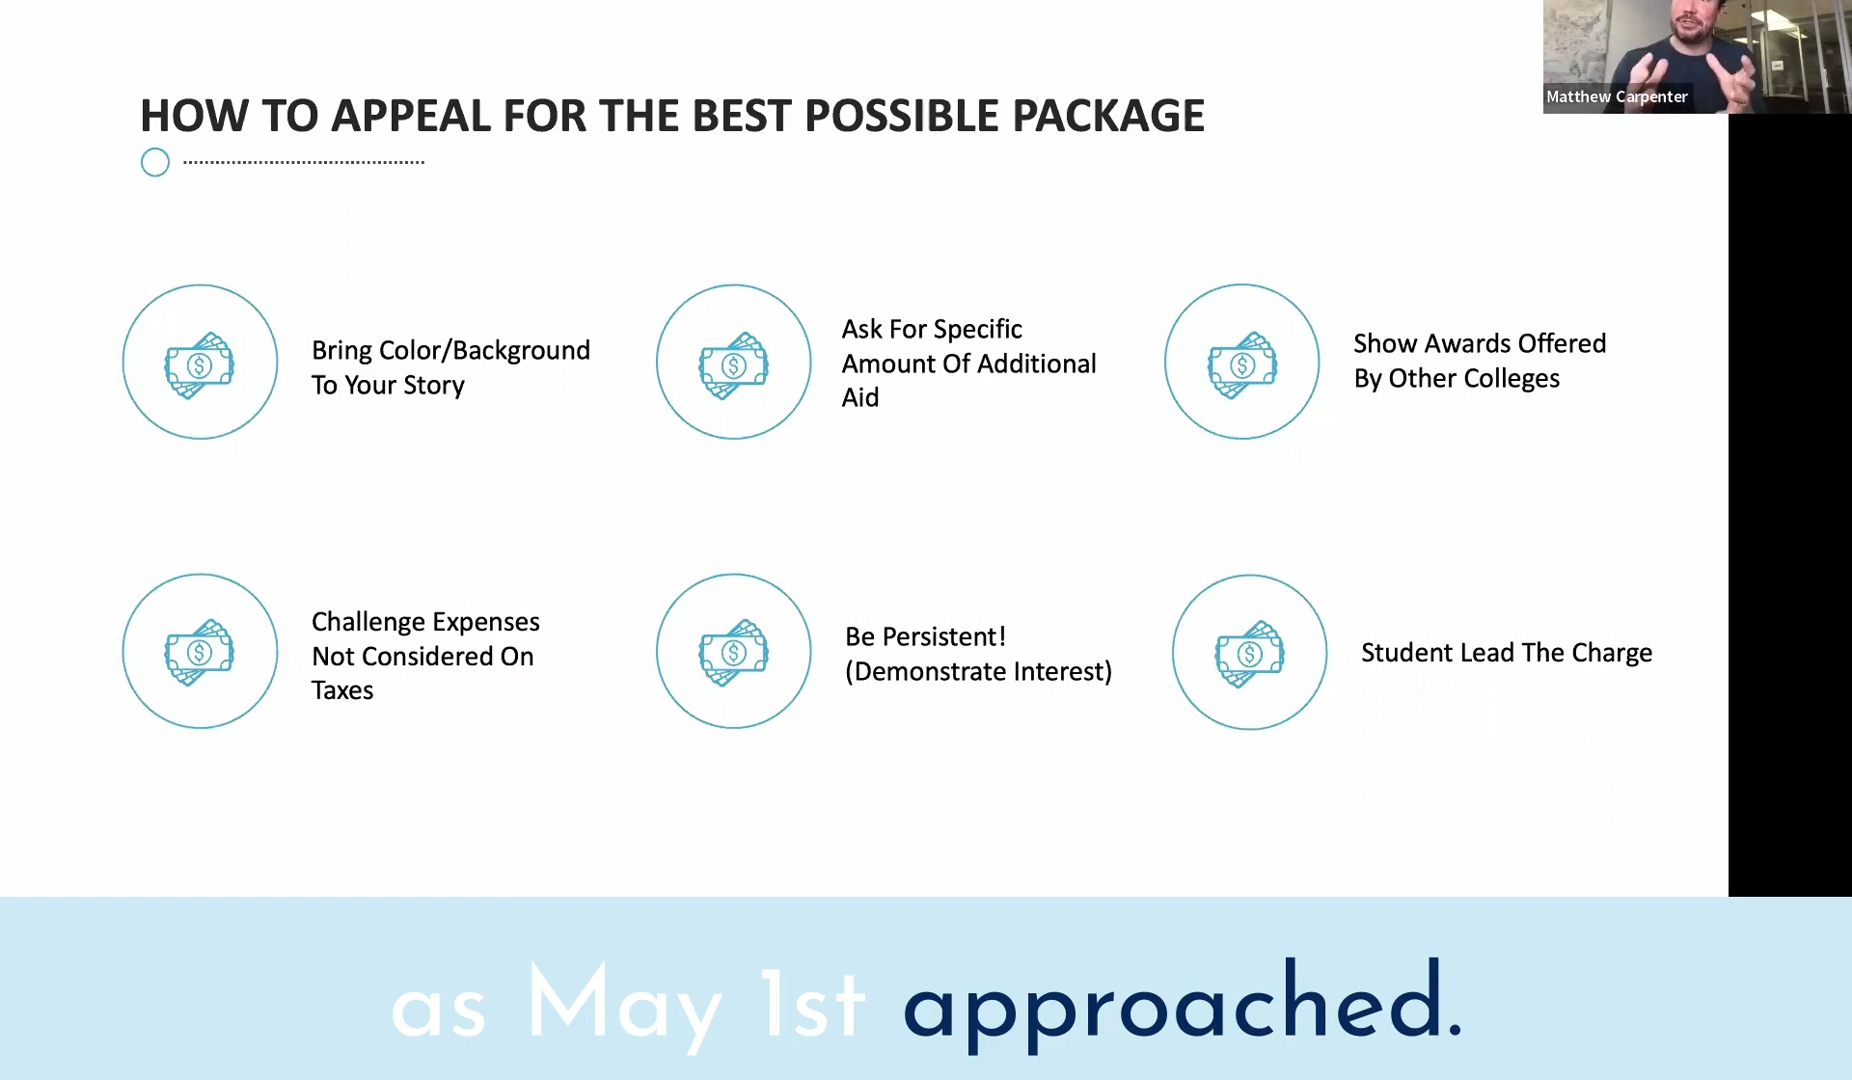 Matthew Carpenter
HOW TO APPEAL FOR THE BEST POSSIBLE PACKAGE
Bring Color/Background
To Your Story
Ask For Specific
Amount Of Additional
Aid
Show Awards Offered
By Other Colleges
Challenge Expenses
Not Considered On
Taxes
Be Persistent!
(Demonstrate Interest)
Student Lead The Charge
as May 1st approached.